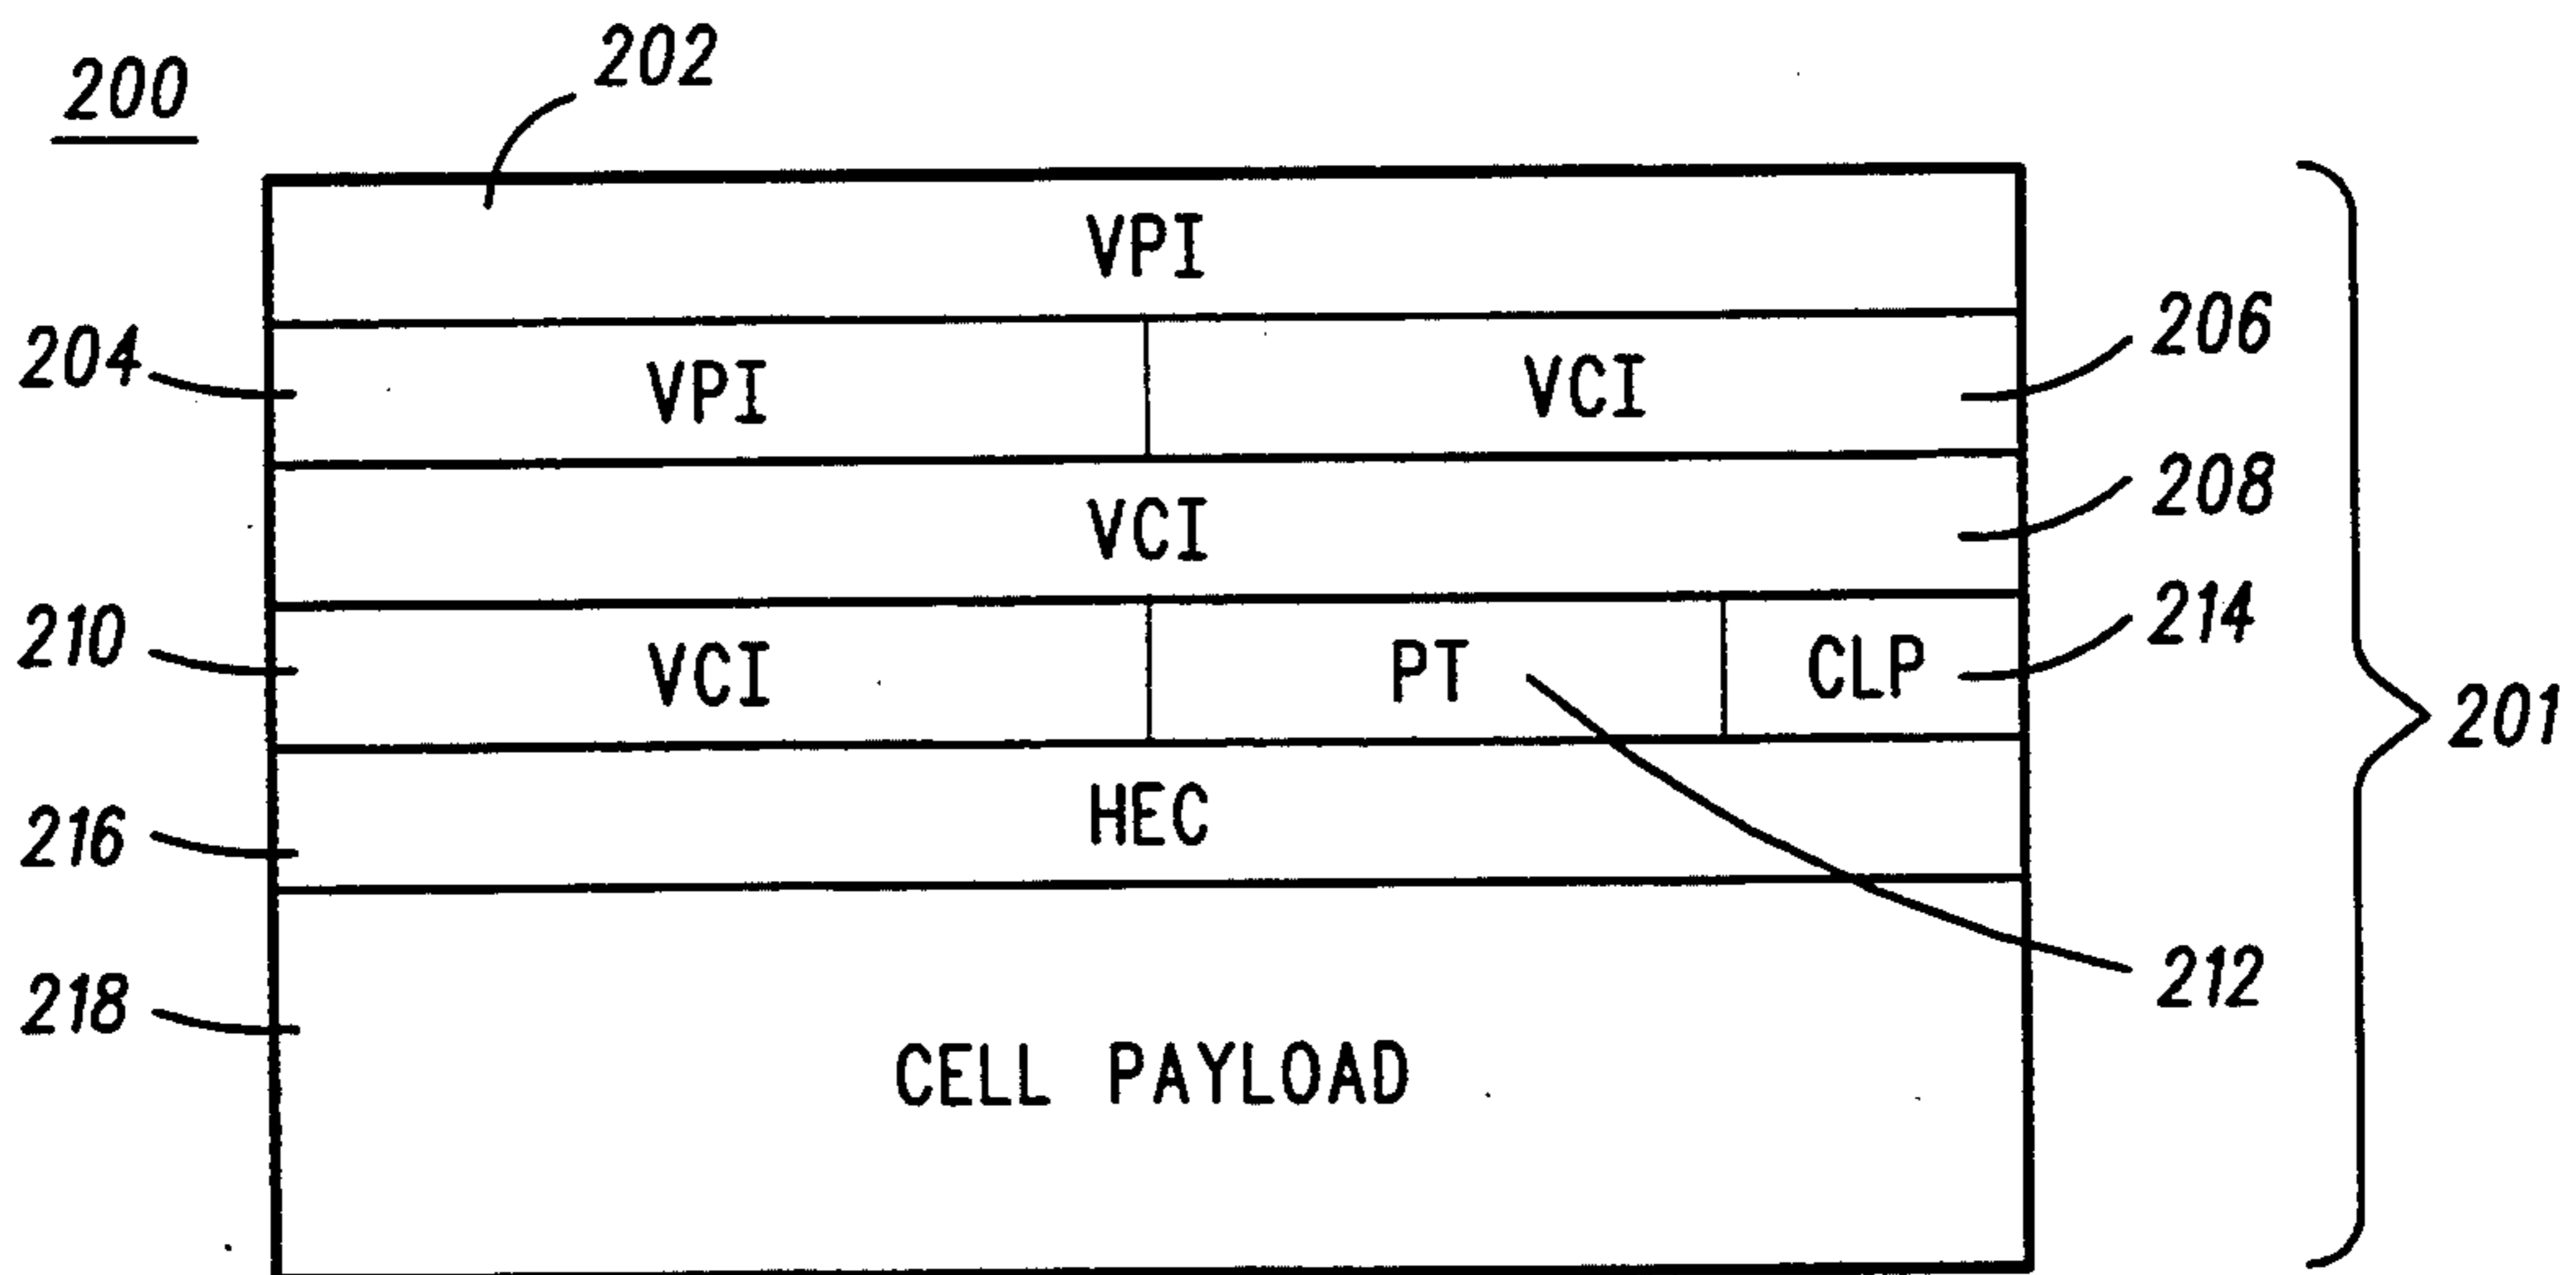 200
202
VPI
204 VPI VCI 206
VCI 208
210 VCI PT CLP 214
201
216 HEC
218 CELL PAYLOAD 212